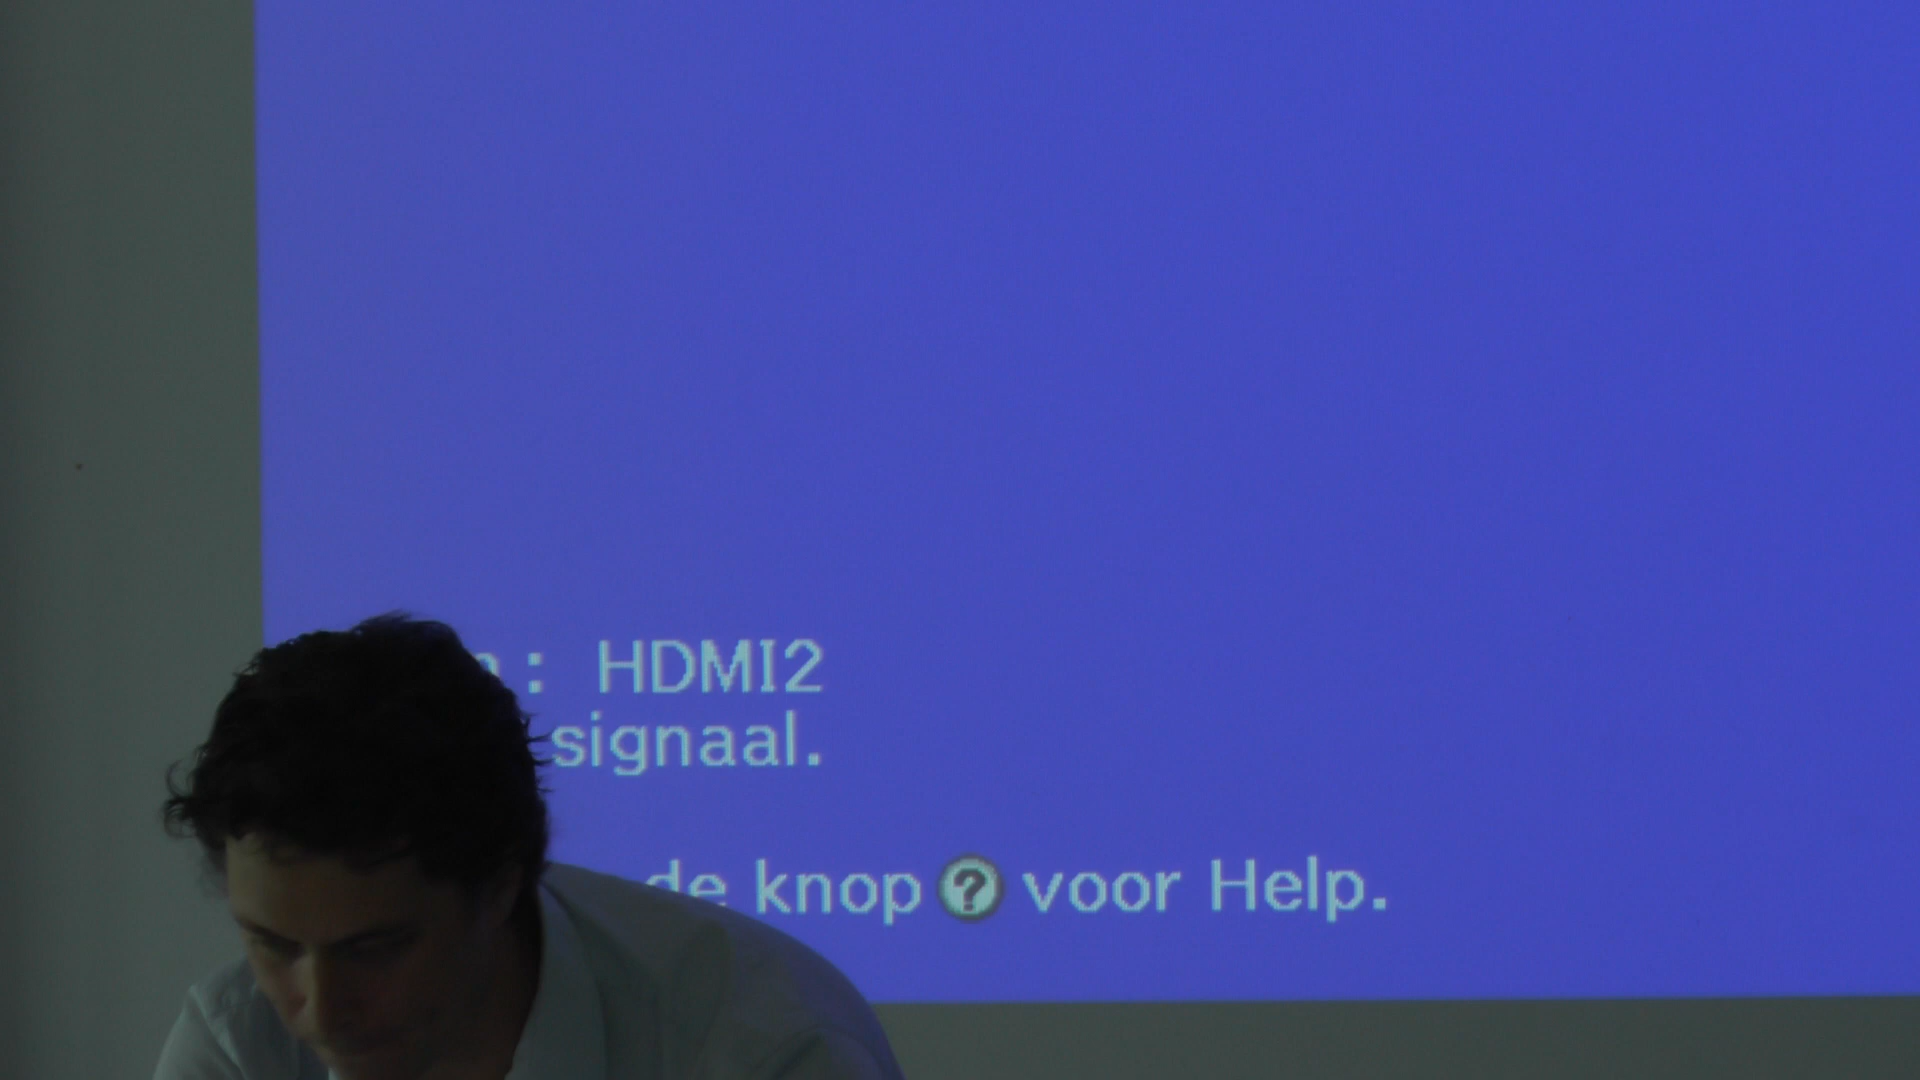 : HDMI2
signaal.
de knop ? voor Help.